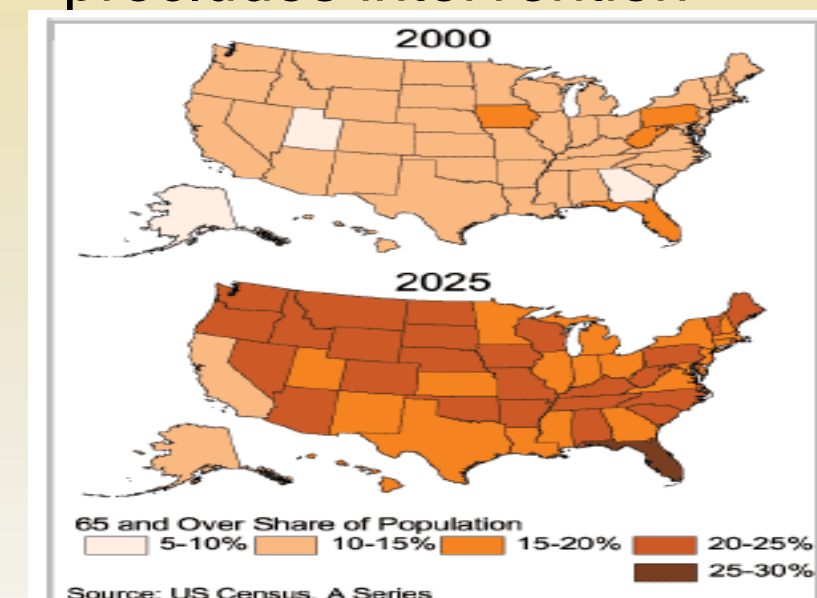 2000
2025
65 and Over Share of Population
5-10% 10-15% 15-20% 20-25%
25-30%
Source: US Census, A Series